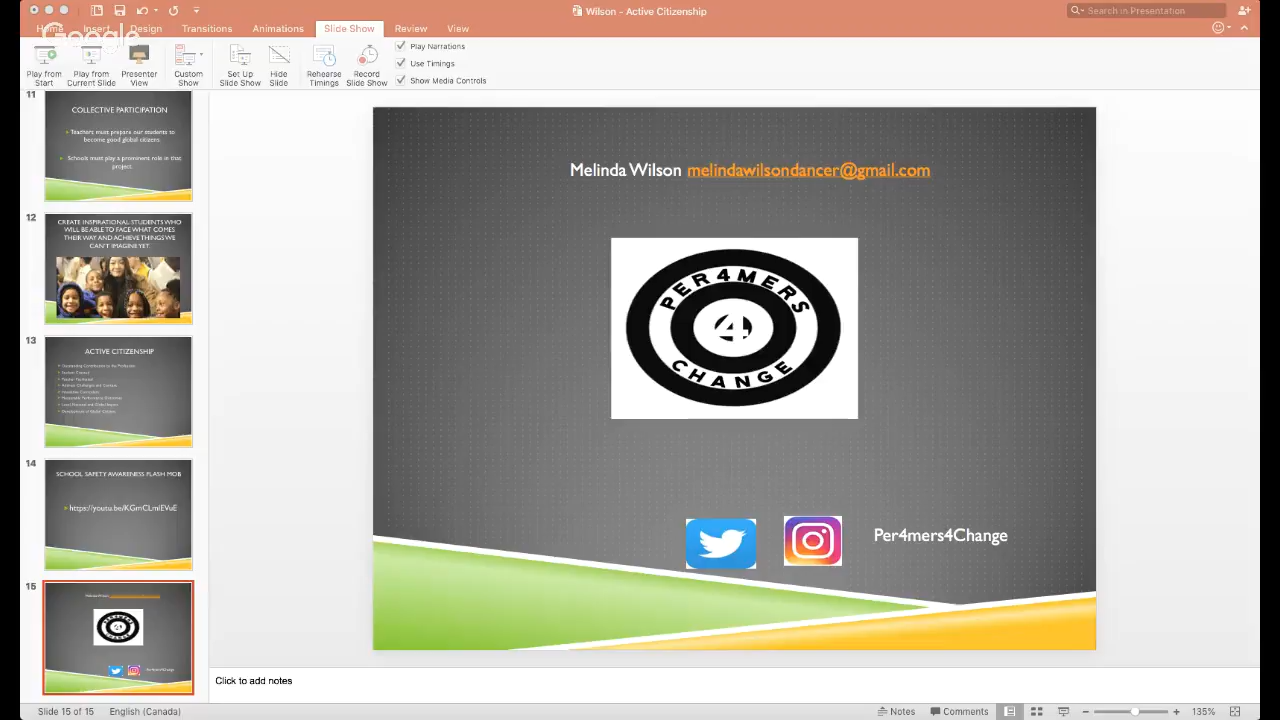 Wilson - Active Citizenship
Search in Presentation
Home Insert Design Transitions Animations Slide Show Review View
Google
Play from Start
Play from Current Slide
Presenter View
Custom Show
Set Up Slide Show
Hide Slide
Rehearse Timings
Record Slide Show
Play Narrations
Use Timings
Show Media Controls
11
COLLECTIVE PARTICIPATION
Teachers must prepare our students to
become good global citizens.
Schools must play a prominent role in that
project.
12
CREATE INSPIRATIONAL STUDENTS WHO
WILL BE ABLE TO FACE WHAT COMES
THEIR WAY AND ACHIEVE THINGS WE
CAN'T IMAGINE YET.
13
ACTIVE CITIZENSHIP
14
SCHOOL SAFETY AWARENESS FLASH MOB
15
Melinda Wilson melindawilsondancer@gmail.com
PER4MERS
4
CHANGE
Per4mers4Change
Click to add notes
Slide 15 of 15 English (Canada)
Notes Comments 135%